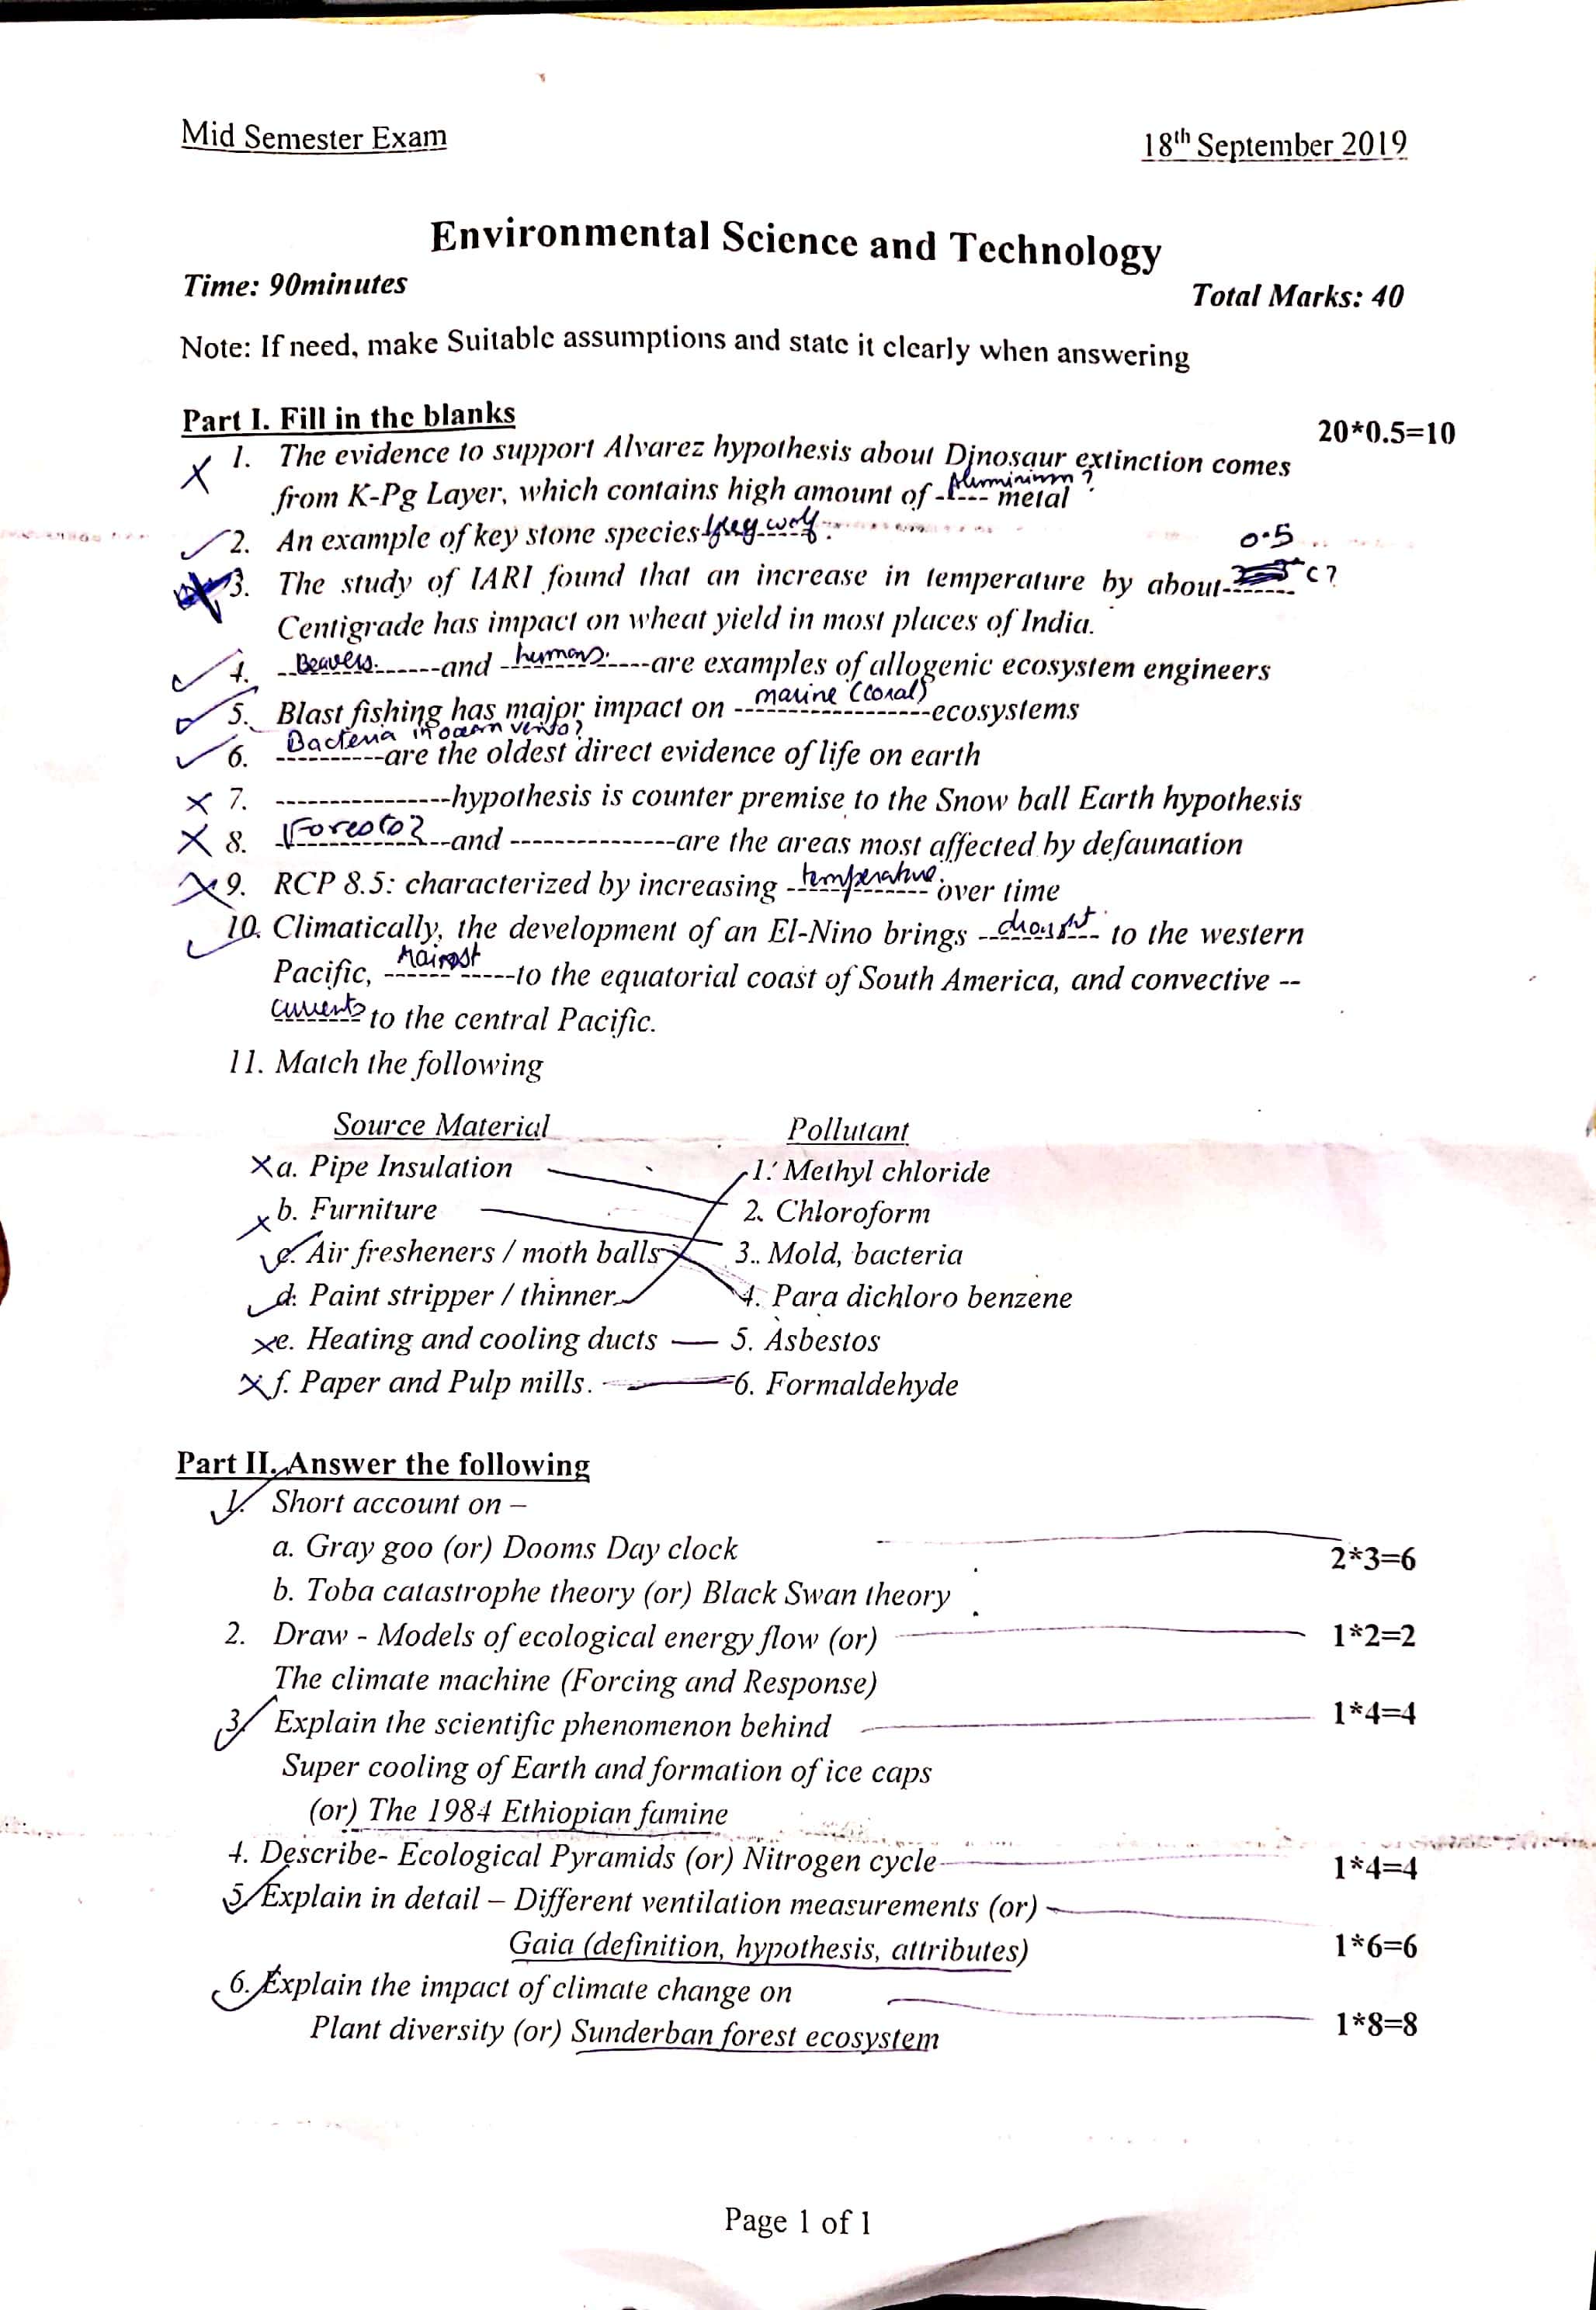 Mid Semester Exam
18th September 2019
Environmental Science and Technology
Time: 90minutes
Total Marks: 40
Note: If need, make Suitable assumptions and state it clearly when answering
Part I. Fill in the blanks
20*0.5=10
1. The evidence to support Alvarez hypothesis about Dinosaur extinction comes
from K-Pg Layer, which contains high amount of -Aluminium?--- metal
2. An example of key stone species Grey wolf.
0.5
3. The study of IARI found that an increase in temperature by about-------- °C?
Centigrade has impact on wheat yield in most places of India.
4. --Beavers.------and --humans.-----are examples of allogenic ecosystem engineers
marine (coral)
5. Blast fishing has major impact on --------------------ecosystems
Bacteria in ocean vents?
6. ----------are the oldest direct evidence of life on earth
7. -----------------hypothesis is counter premise to the Snow ball Earth hypothesis
8. Forests? --and ----------------are the areas most affected by defaunation
9. RCP 8.5: characterized by increasing --temperature. over time
10. Climatically, the development of an El-Nino brings --drought-- to the western
Pacific, -----------to the equatorial coast of South America, and convective --
currents to the central Pacific.
11. Match the following
Source Material Pollutant
a. Pipe Insulation 1. Methyl chloride
b. Furniture 2. Chloroform
c. Air fresheners / moth balls 3. Mold, bacteria
d. Paint stripper / thinner 4. Para dichloro benzene
e. Heating and cooling ducts 5. Asbestos
f. Paper and Pulp mills. 6. Formaldehyde
Part II. Answer the following
1. Short account on –
a. Gray goo (or) Dooms Day clock 2*3=6
b. Toba catastrophe theory (or) Black Swan theory
2. Draw - Models of ecological energy flow (or) 1*2=2
The climate machine (Forcing and Response)
3. Explain the scientific phenomenon behind 1*4=4
Super cooling of Earth and formation of ice caps
(or) The 1984 Ethiopian famine
4. Describe- Ecological Pyramids (or) Nitrogen cycle 1*4=4
5. Explain in detail – Different ventilation measurements (or)
Gaia (definition, hypothesis, attributes) 1*6=6
6. Explain the impact of climate change on
Plant diversity (or) Sunderban forest ecosystem 1*8=8
Page 1 of 1